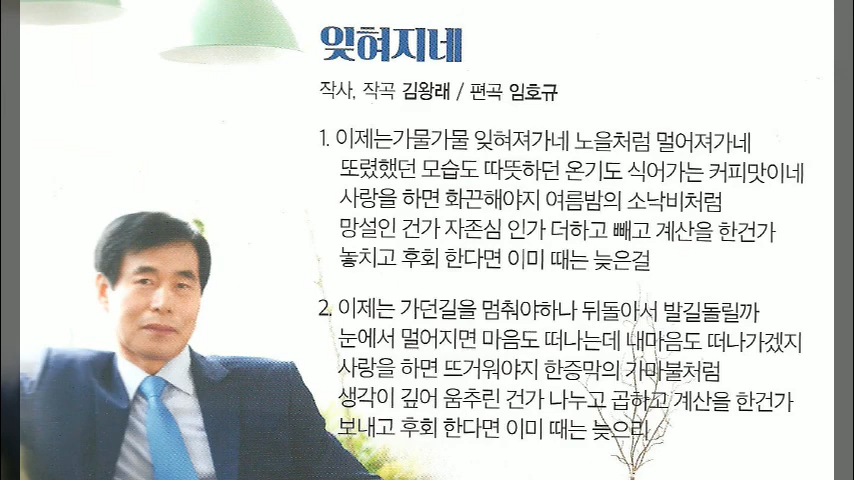 잊혀지네
작사, 작곡 김왕래 / 편곡 임호규
1. 이제는가물가물 잊혀져가네 노을처럼 멀어져가네
또렸했던 모습도 따뜻하던 온기도 식어가는 커피맛이네
사랑을 하면 화끈해야지 여름밤의 소낙비처럼
망설인 건가 자존심 인가 더하고 빼고 계산을 한건가
놓치고 후회 한다면 이미 때는 늦은걸
2. 이제는 가던길을 멈춰야하나 뒤돌아서 발길돌릴까
눈에서 멀어지면 마음도 떠나는데 내마음도 떠나가겠지
사랑을 하면 뜨거워야지 한증막의 가마불처럼
생각이 깊어 움추린 건가 나누고 곱하고 계산을 한건가
보내고 후회 한다면 이미 때는 늦으리